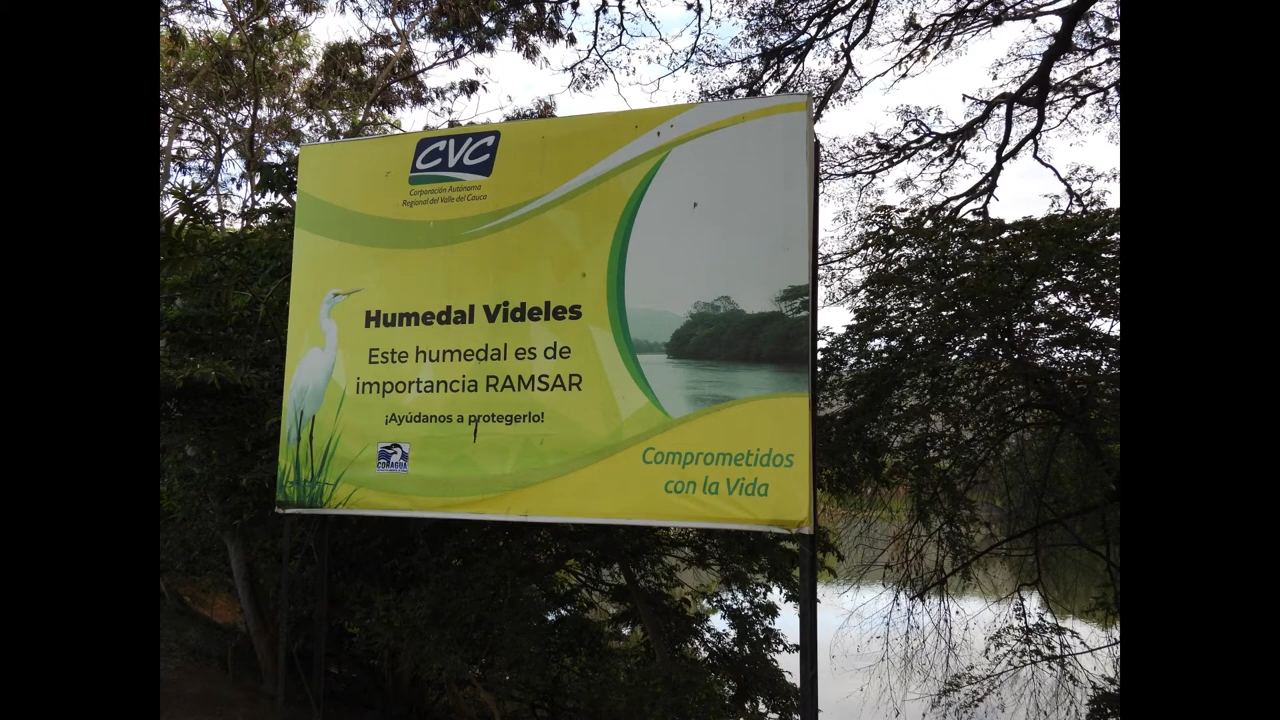 CVC
Corporación Autónoma
Regional del Valle del Cauca
Humedal Videles
Este humedal es de
importancia RAMSAR
¡Ayúdanos a protegerlo!
CORAGUA
Comprometidos
con la Vida